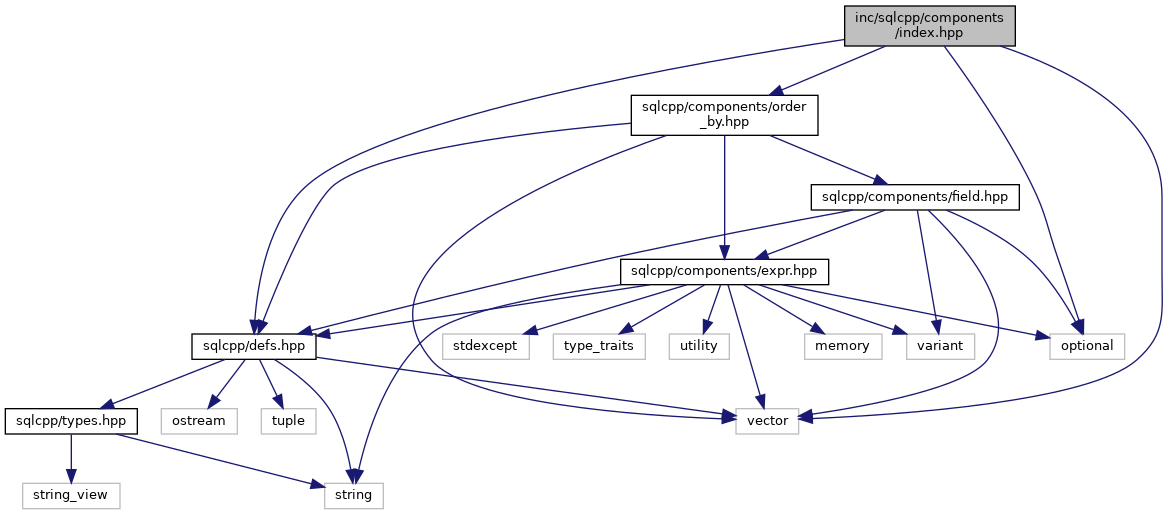 inc/sqlcpp/components
/index.hpp
sqlcpp/components/order
_by.hpp
sqlcpp/components/field.hpp
sqlcpp/components/expr.hpp
sqlcpp/defs.hpp
stdexcept
type_traits
utility
memory
variant
optional
sqlcpp/types.hpp
ostream
tuple
vector
string_view
string